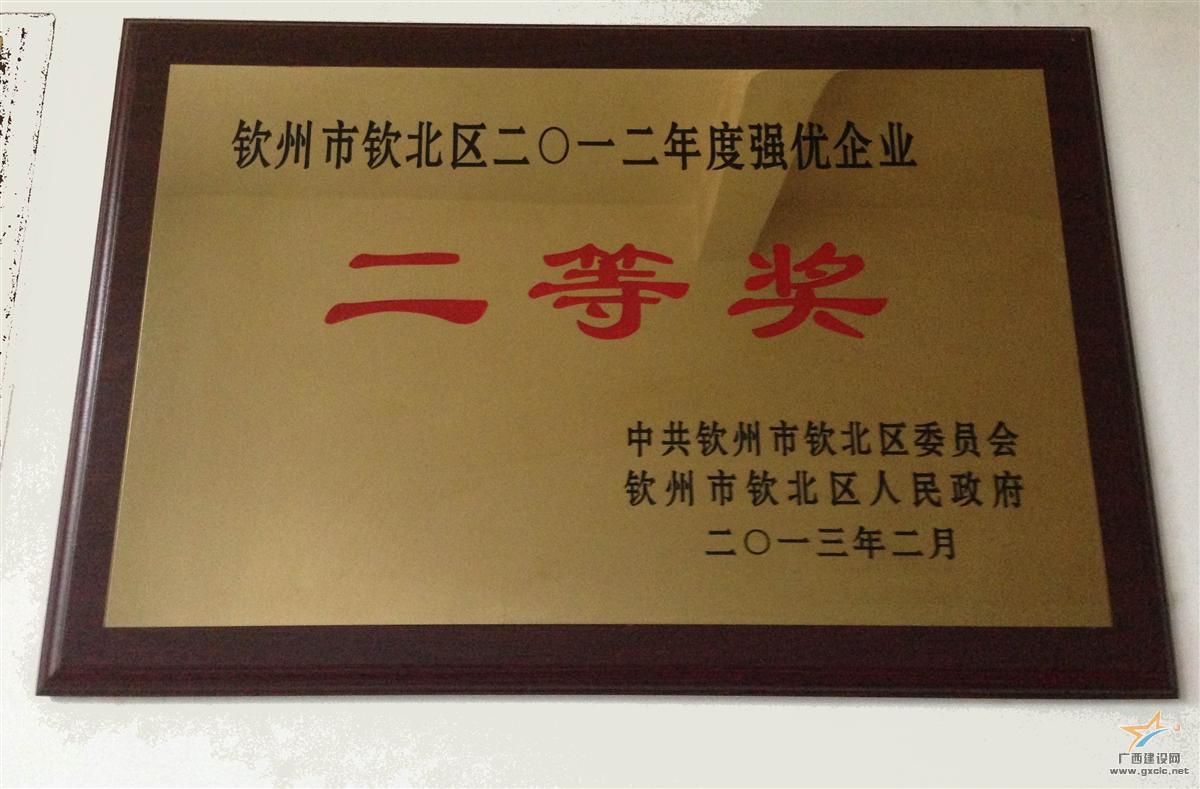 钦州市钦北区二〇一二年度强优企业
二等奖
中共钦州市钦北区委员会
钦州市钦北区人民政府
二〇一三年二月
广西建设网
www.gxcic.net